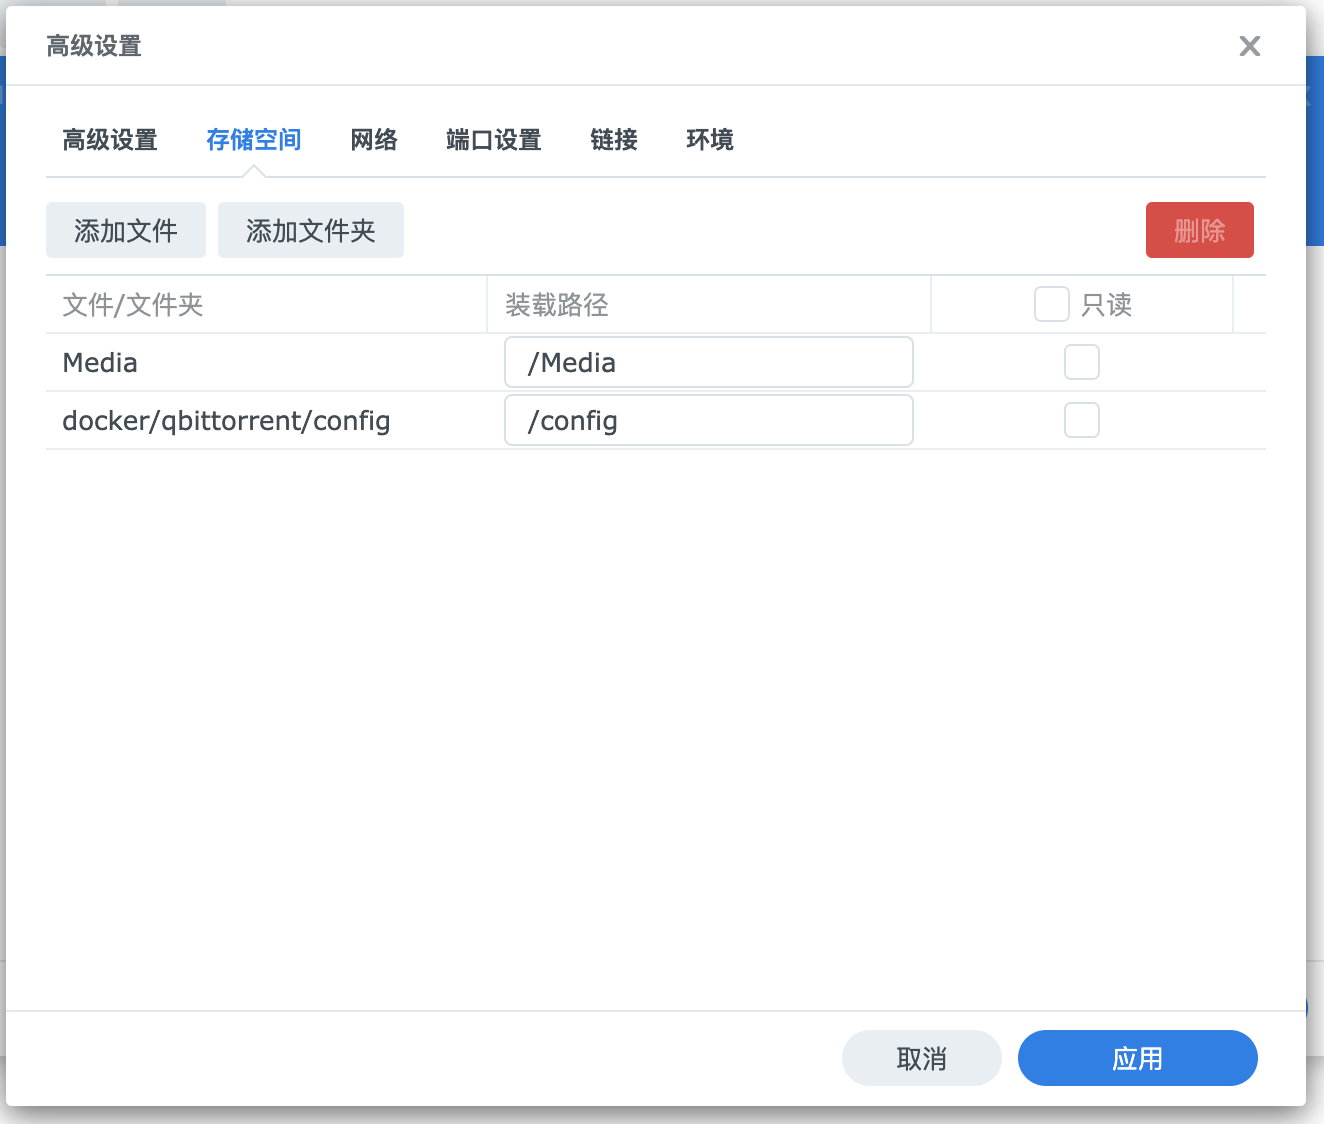 高级设置
高级设置 存储空间 网络 端口设置 链接 环境
添加文件 添加文件夹 删除
文件/文件夹 装载路径 只读
Media /Media
docker/qbittorrent/config /config
取消 应用